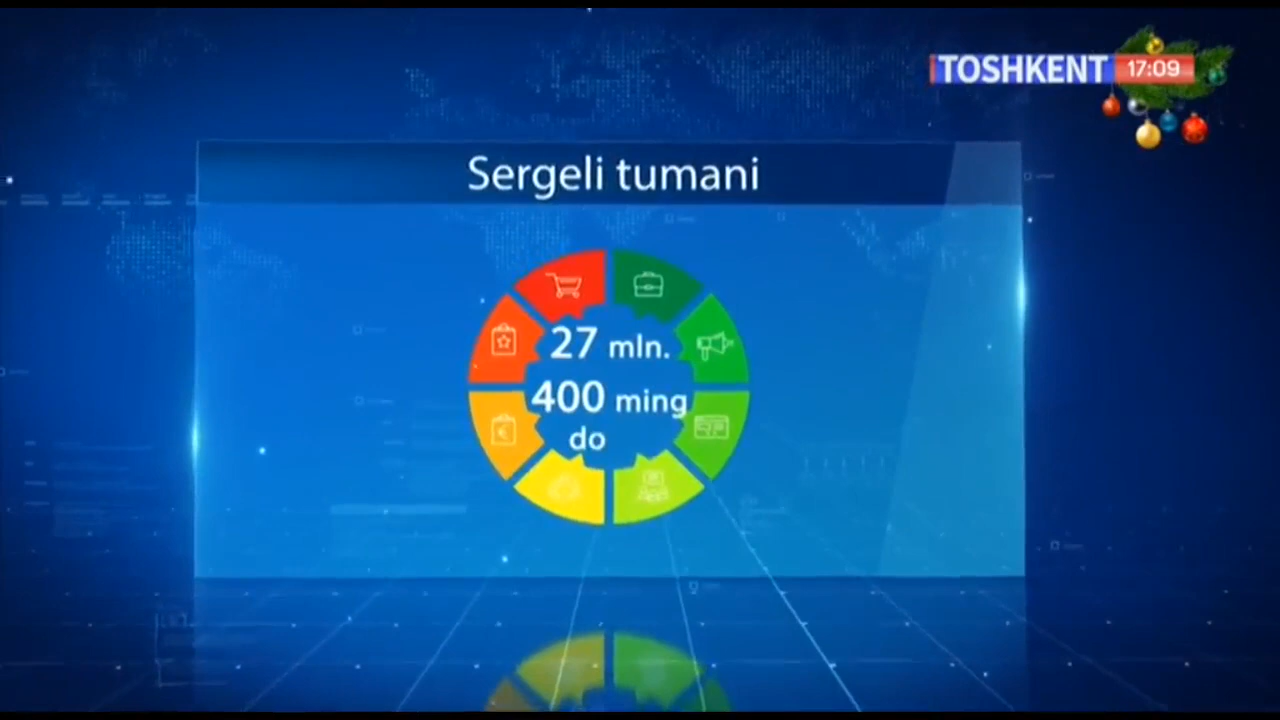 TOSHKENT 17:09
Sergeli tumani
27 mln.
400 ming
do